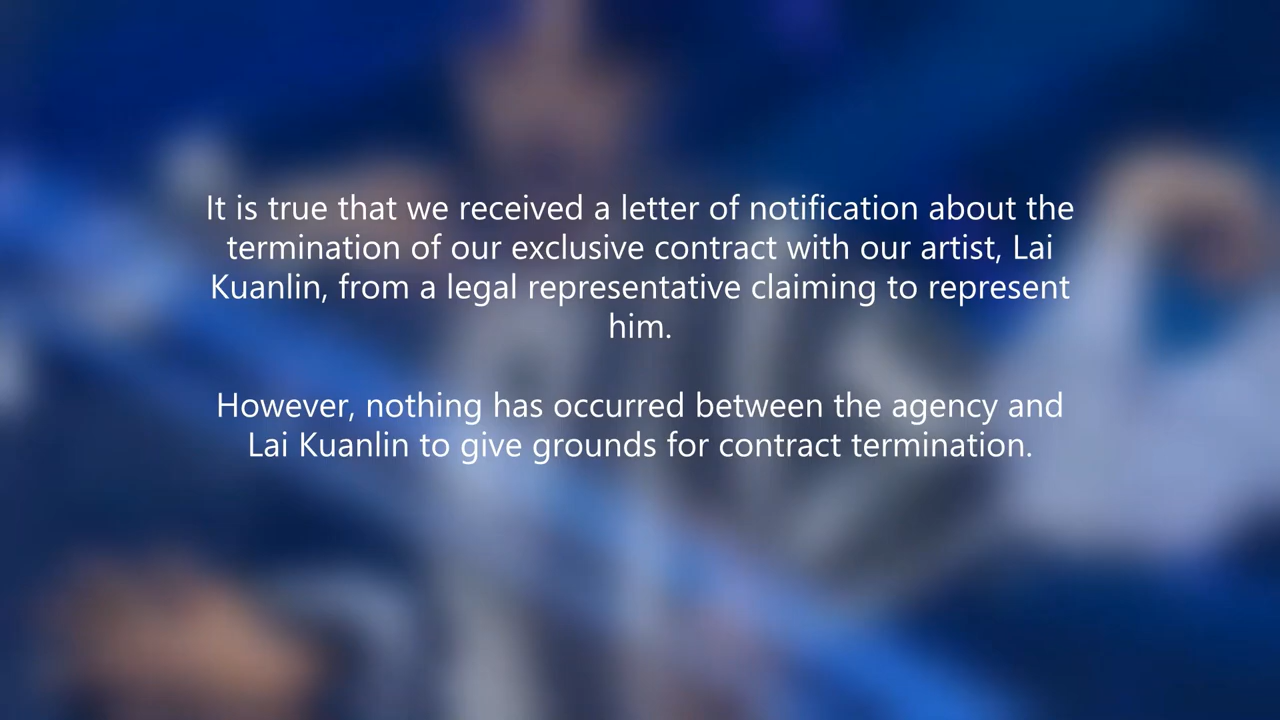 It is true that we received a letter of notification about the
termination of our exclusive contract with our artist, Lai
Kuanlin, from a legal representative claiming to represent
him.
However, nothing has occurred between the agency and
Lai Kuanlin to give grounds for contract termination.